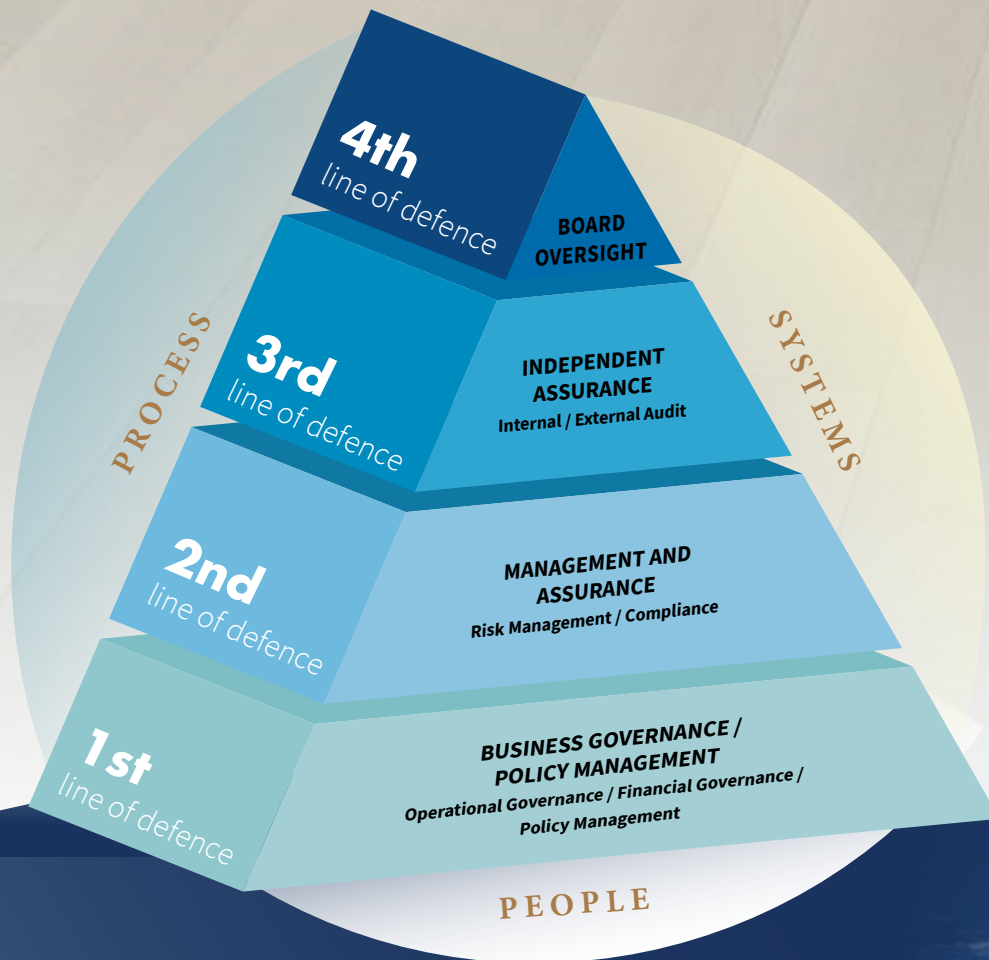 4th
line of defence
BOARD
OVERSIGHT
3rd
line of defence
INDEPENDENT
ASSURANCE
Internal / External Audit
2nd
line of defence
MANAGEMENT AND
ASSURANCE
Risk Management / Compliance
1st
line of defence
BUSINESS GOVERNANCE /
POLICY MANAGEMENT
Operational Governance / Financial Governance /
Policy Management
PROCESS
SYSTEMS
PEOPLE